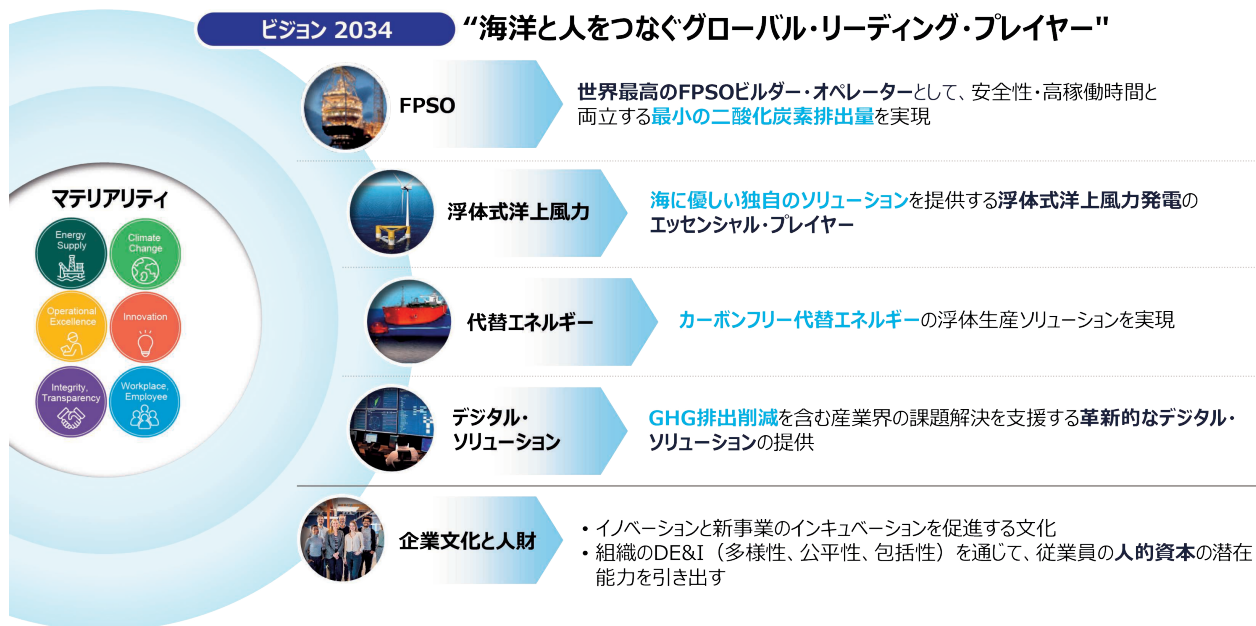 ビジョン 2034
“海洋と人をつなぐグローバル・リーディング・プレイヤー"
FPSO
世界最高のFPSOビルダー・オペレーターとして、安全性・高稼働時間と
両立する最小の二酸化炭素排出量を実現
マテリアリティ
Energy
Supply
Climate
Change
Operational
Excellence
Innovation
Integrity,
Transparency
Workplace,
Employee
浮体式洋上風力
海に優しい独自のソリューションを提供する浮体式洋上風力発電の
エッセンシャル・プレイヤー
代替エネルギー
カーボンフリー代替エネルギーの浮体生産ソリューションを実現
デジタル・
ソリューション
GHG排出削減を含む産業界の課題解決を支援する革新的なデジタル・
ソリューションの提供
企業文化と人財
• イノベーションと新事業のインキュベーションを促進する文化
• 組織のDE&I（多様性、公平性、包括性）を通じて、従業員の人的資本の潜在
能力を引き出す